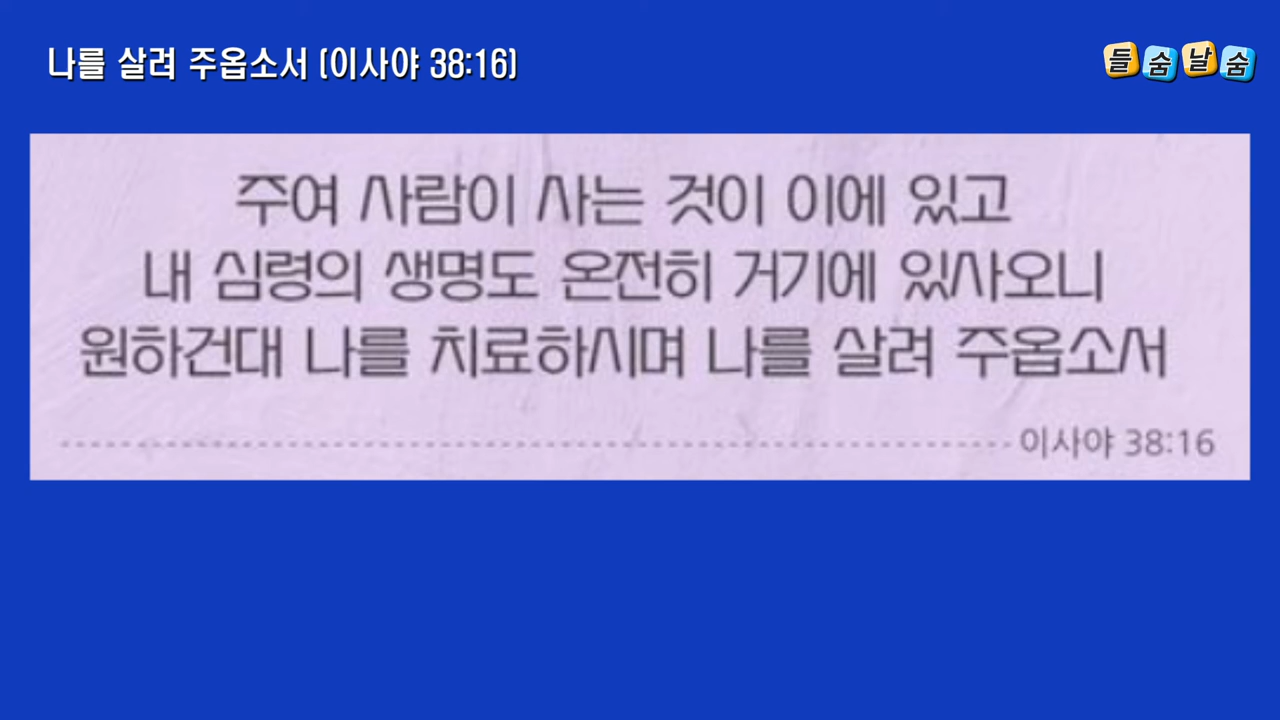 나를 살려 주옵소서 (이사야 38:16)
들숨날숨
주여 사람이 사는 것이 이에 있고
내 심령의 생명도 온전히 거기에 있사오니
원하건대 나를 치료하시며 나를 살려 주옵소서
이사야 38:16